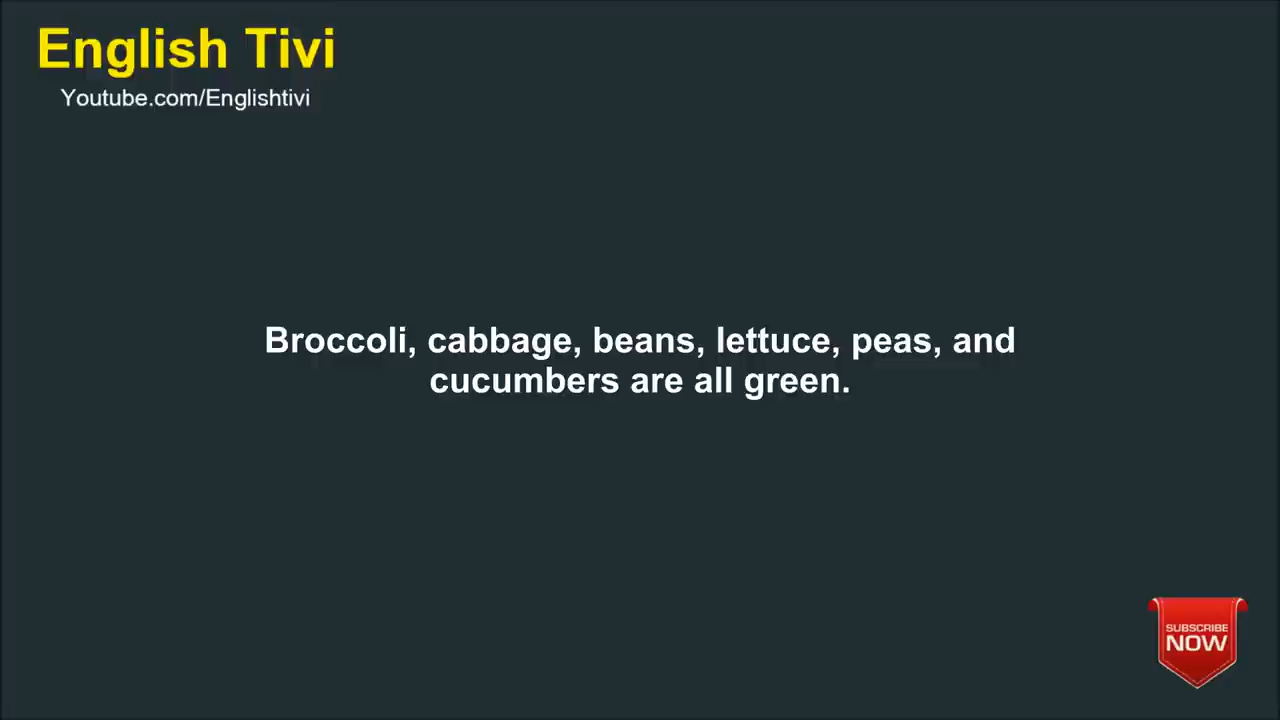 English Tivi
Youtube.com/Englishtivi
Broccoli, cabbage, beans, lettuce, peas, and
cucumbers are all green.
SUBSCRIBE
NOW